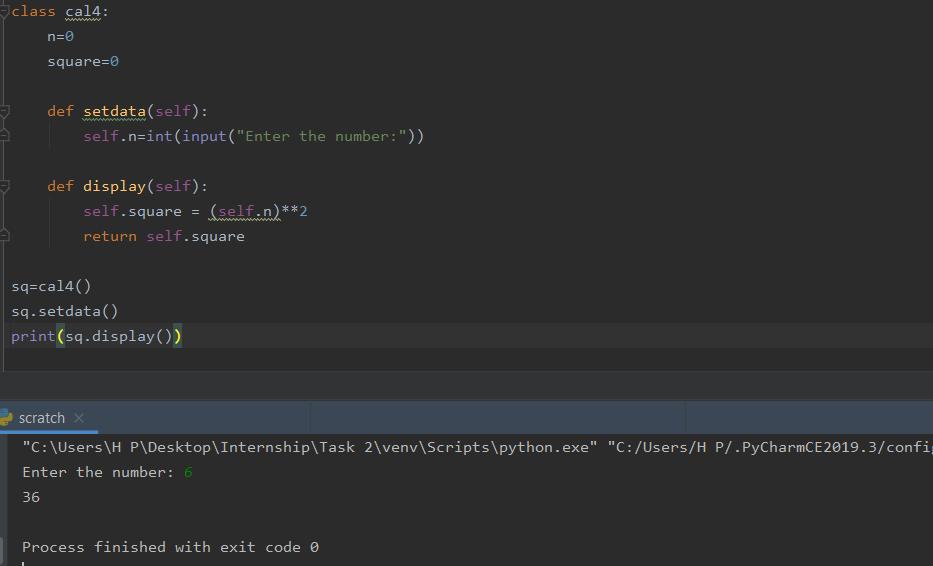 class cal4:
    n=0
    square=0

    def setdata(self):
        self.n=int(input("Enter the number:"))

    def display(self):
        self.square = (self.n)**2
        return self.square

sq=cal4()
sq.setdata()
print(sq.display())
scratch
"C:\Users\H P\Desktop\Internship\Task 2\venv\Scripts\python.exe" "C:/Users/H P/.PyCharmCE2019.3/config
Enter the number: 6
36

Process finished with exit code 0